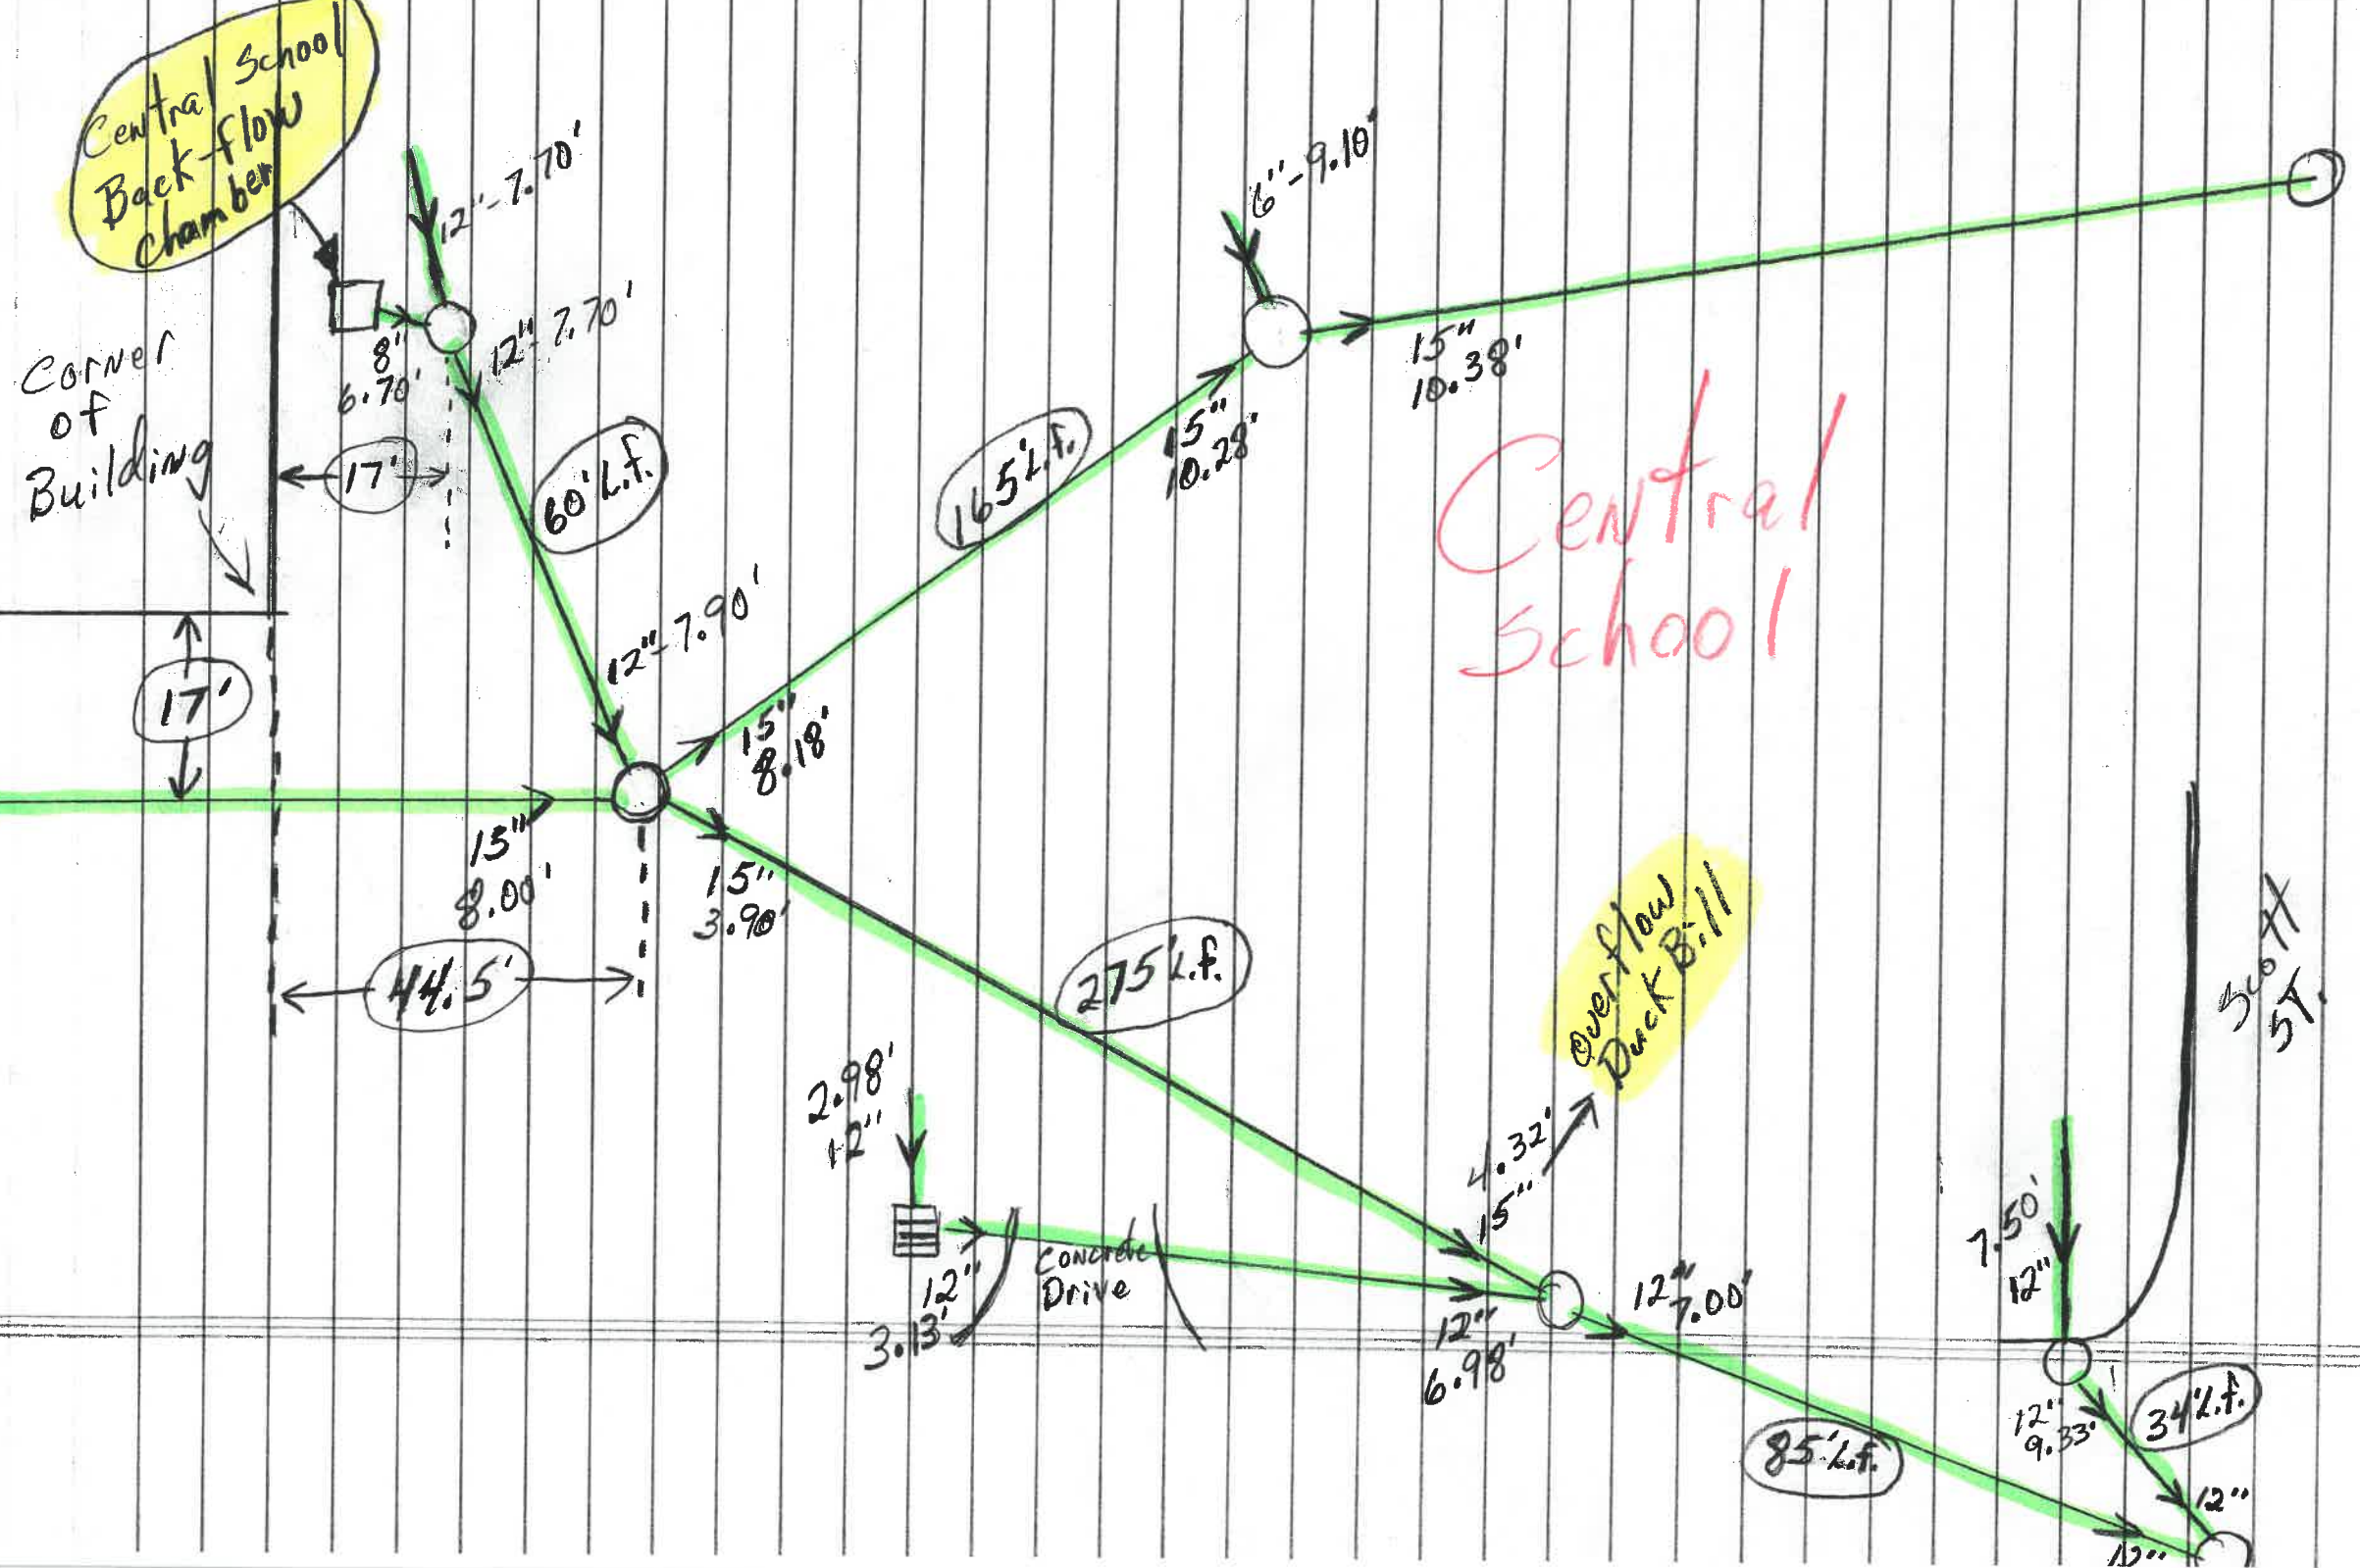 Central School
Back-flow
Chamber
12"-7.70'
6"-9.10'
8"
6.70'
12"-7.70'
Corner
of
Building
17'
60' L.f.
165' L.f.
15"
10.28'
15"
10.38'
Central
School
12"-7.90'
17'
15"
8.18'
15"
8.00'
15"
3.90'
44.5'
275' L.f.
Overflow
Duck Bill
Scott
ST.
2.98'
12"
4.32'
15"
7.50'
12"
12"
3.13'
Concrete
Drive
12"
6.98'
12"
7.00'
12"
9.33'
34' L.f.
85' L.f.
12"
12"